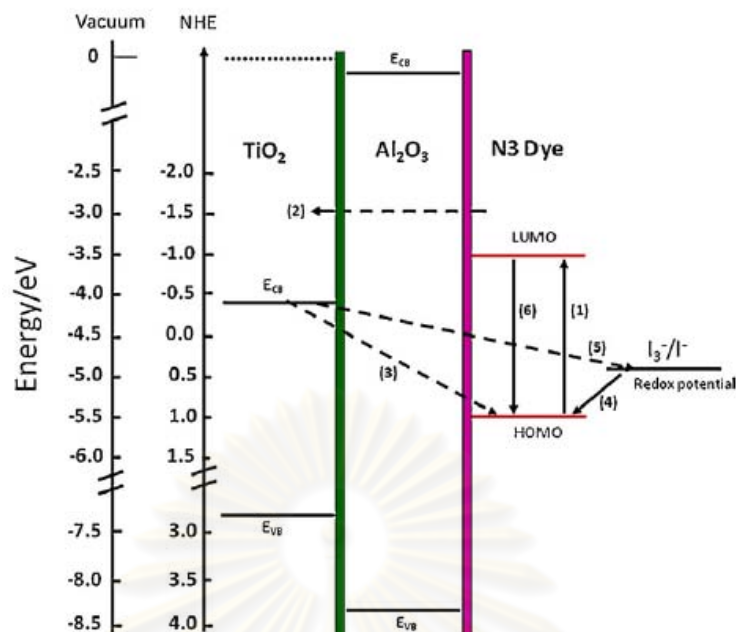 Vacuum NHE
0
E_CB
TiO₂ Al₂O₃ N3 Dye
-2.5 -2.0
-3.0 -1.5 (2)
LUMO
-3.5 -1.0
E_CB
-4.0 -0.5
(6) (1)
-4.5 0.0
(5) I₃⁻/I⁻
-5.0 0.5
(3) Redox potential
(4)
-5.5 1.0
HOMO
-6.0 1.5
-7.5 3.0
E_VB
-8.0 3.5
-8.5 4.0
E_VB
Energy/eV